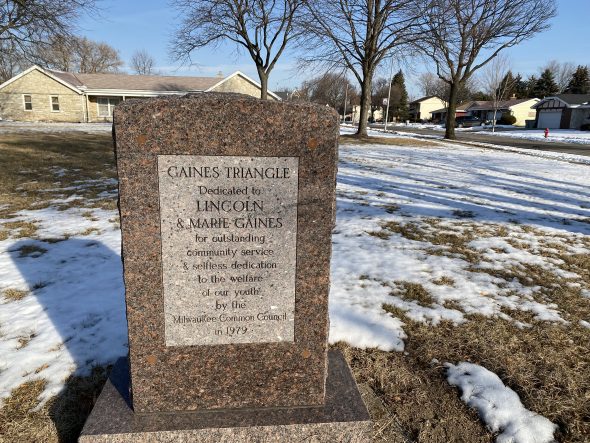 GAINES TRIANGLE
Dedicated to
LINCOLN
& MARIE GAINES
for outstanding
community service
& selfless dedication
to the welfare
of our youth
by the
Milwaukee Common Council
in 1979